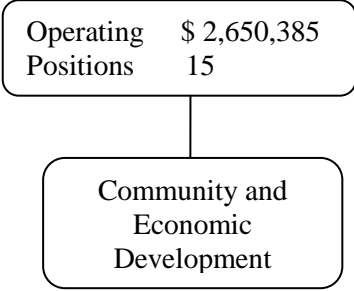 Operating $ 2,650,385
Positions 15
Community and
Economic
Development